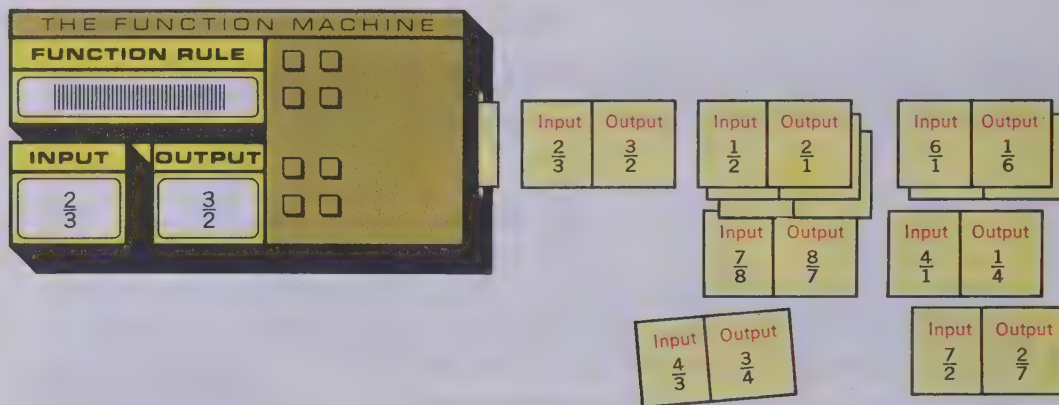 THE FUNCTION MACHINE
FUNCTION RULE
INPUT OUTPUT
2/3 3/2
Input Output
2/3 3/2
Input Output
1/2 2/1
Input Output
6/1 1/6
Input Output
7/8 8/7
Input Output
4/1 1/4
Input Output
4/3 3/4
Input Output
7/2 2/7